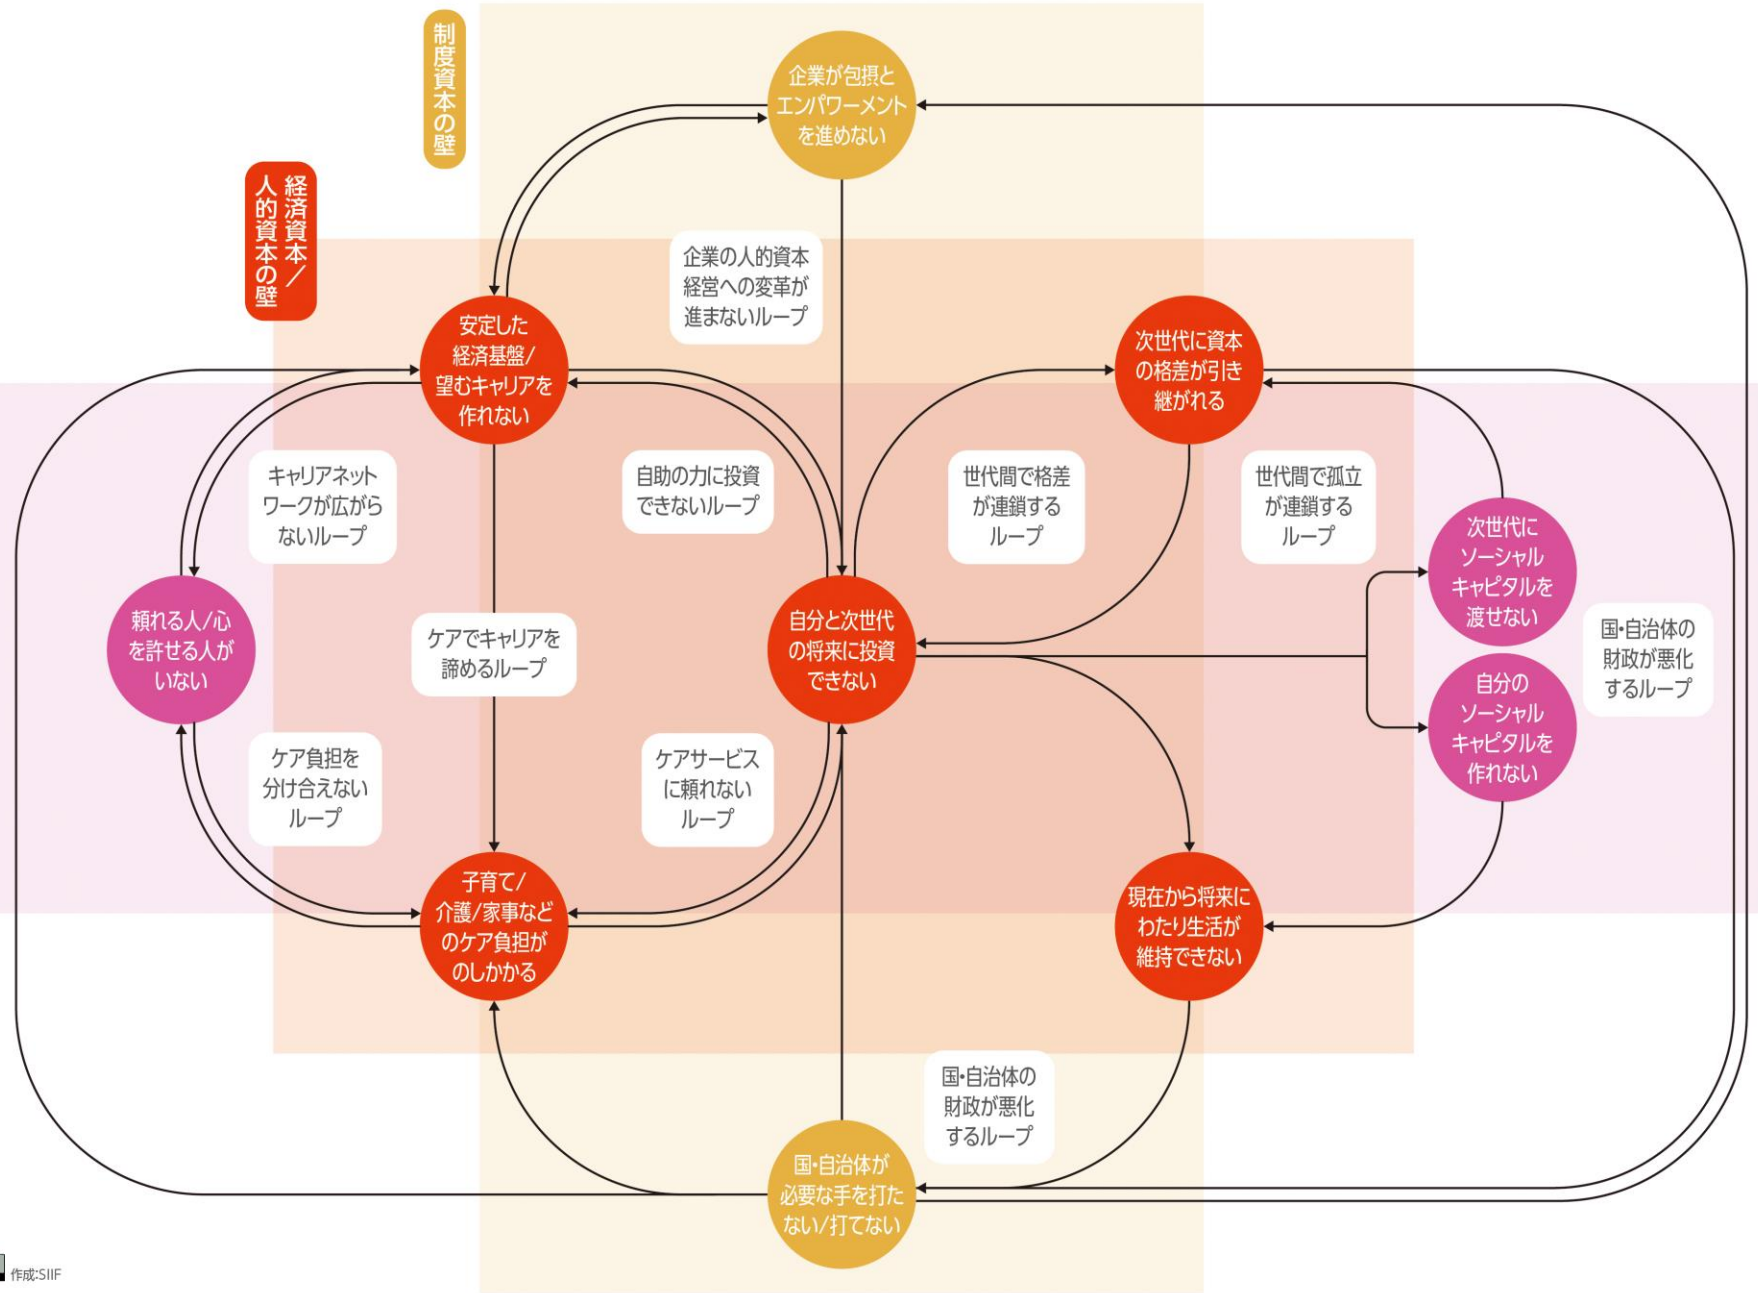 制度資本の壁
経済資本／
人的資本の壁
企業が包摂と
エンパワーメント
を進めない
企業の人的資本
経営への変革が
進まないループ
安定した
経済基盤/
望むキャリアを
作れない
次世代に資本
の格差が引き
継がれる
キャリアネット
ワークが広がら
ないループ
自助の力に投資
できないループ
世代間で格差
が連鎖する
ループ
世代間で孤立
が連鎖する
ループ
次世代に
ソーシャル
キャピタルを
渡せない
頼れる人/心
を許せる人が
いない
ケアでキャリアを
諦めるループ
自分と次世代
の将来に投資
できない
国・自治体の
財政が悪化
するループ
自分の
ソーシャル
キャピタルを
作れない
ケア負担を
分け合えない
ループ
ケアサービス
に頼れない
ループ
子育て/
介護/家事など
のケア負担が
のしかかる
現在から将来に
わたり生活が
維持できない
国・自治体の
財政が悪化
するループ
国・自治体が
必要な手を打た
ない/打てない
作成:SIIF